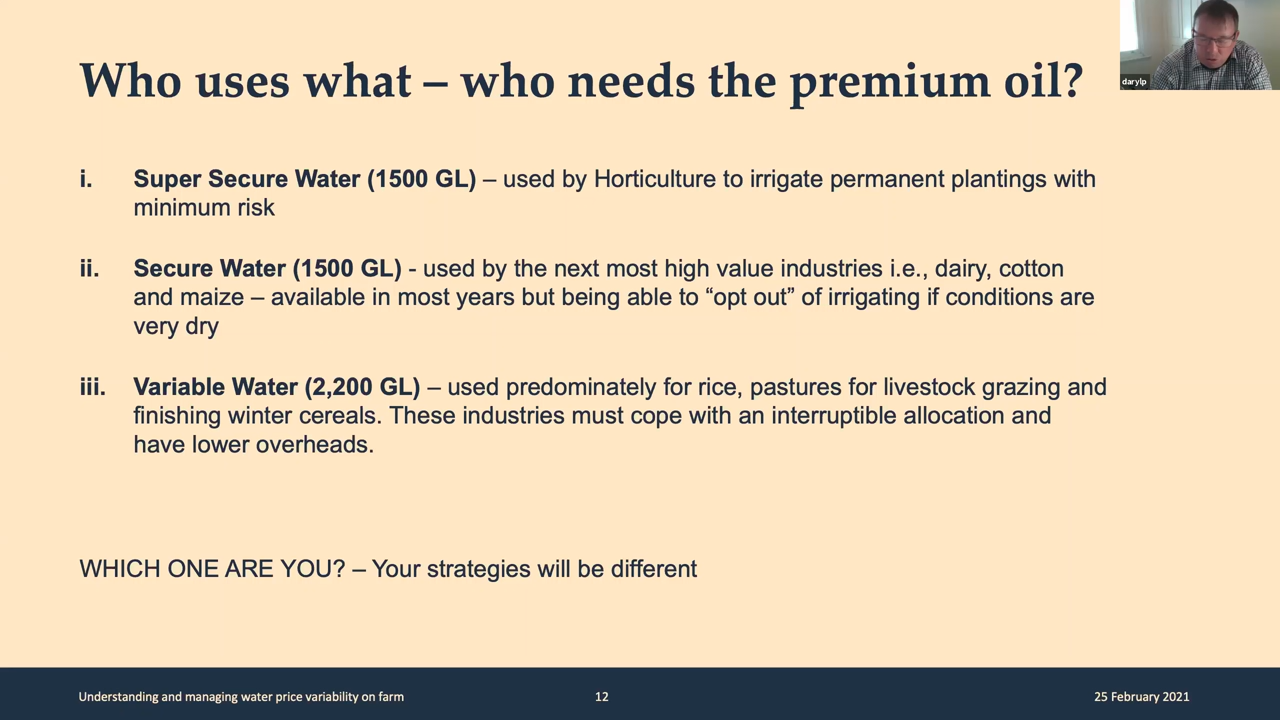 Who uses what – who needs the premium oil?
darylp
i. Super Secure Water (1500 GL) – used by Horticulture to irrigate permanent plantings with
minimum risk
ii. Secure Water (1500 GL) - used by the next most high value industries i.e., dairy, cotton
and maize – available in most years but being able to “opt out” of irrigating if conditions are
very dry
iii. Variable Water (2,200 GL) – used predominately for rice, pastures for livestock grazing and
finishing winter cereals. These industries must cope with an interruptible allocation and
have lower overheads.
WHICH ONE ARE YOU? – Your strategies will be different
Understanding and managing water price variability on farm 12 25 February 2021